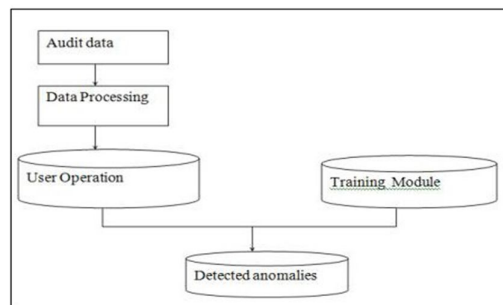 Audit data
Data Processing
User Operation
Training Module
Detected anomalies